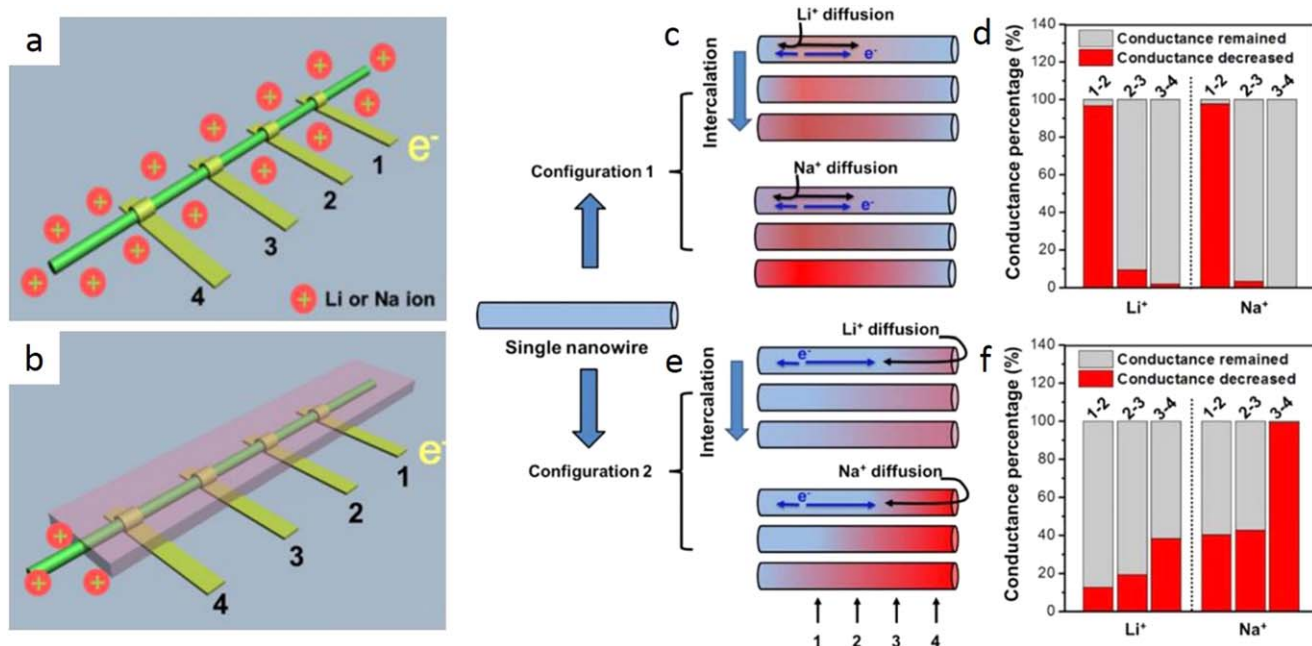 a
1
e-
2
3
4
Li or Na ion
b
1
e-
2
3
4
Configuration 1
Single nanowire
Configuration 2
c
Li⁺ diffusion
e⁻
Intercalation
Na⁺ diffusion
e⁻
d
140
120
100
80
60
40
20
0
Conductance percentage (%)
Conductance remained
Conductance decreased
1-2
2-3
3-4
1-2
2-3
3-4
Li⁺
Na⁺
e
Li⁺ diffusion
e⁻
Intercalation
Na⁺ diffusion
e⁻
1
2
3
4
f
140
120
100
80
60
40
20
0
Conductance percentage (%)
Conductance remained
Conductance decreased
1-2
2-3
3-4
1-2
2-3
3-4
Li⁺
Na⁺